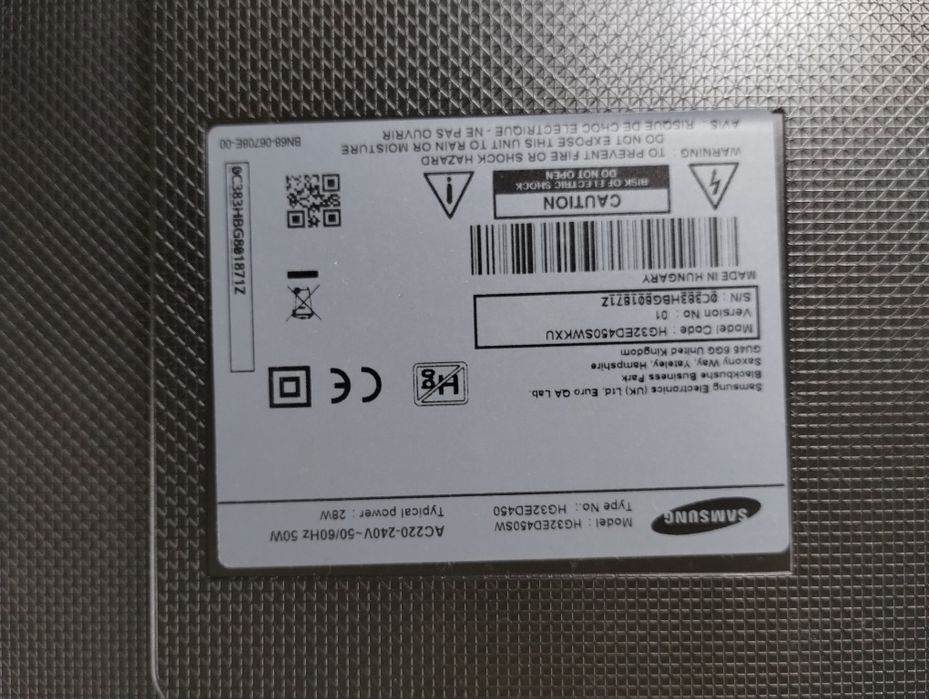 SAMSUNG
Model : HG32ED450SW
Type No.: HG32ED450
AC220-240V~50/60Hz 50W
Typical power : 28W
Samsung Electronics (UK) Ltd, Euro QA Lab.
Blackbushe Business Park
Saxony Way, Yateley, Hampshire
GU46 6GG United Kingdom
Hg
CE
Model Code : HG32ED450SWKXU
Version No : 01
S/N : 0C383HBG801871Z
MADE IN HUNGARY
CAUTION
RISK OF ELECTRIC SHOCK
DO NOT OPEN
WARNING : TO PREVENT FIRE OR SHOCK HAZARD
DO NOT EXPOSE THIS UNIT TO RAIN OR MOISTURE
AVIS : RISQUE DE CHOC ELECTRIQUE - NE PAS OUVRIR
BN68-06708E-00
0C383HBG801871Z